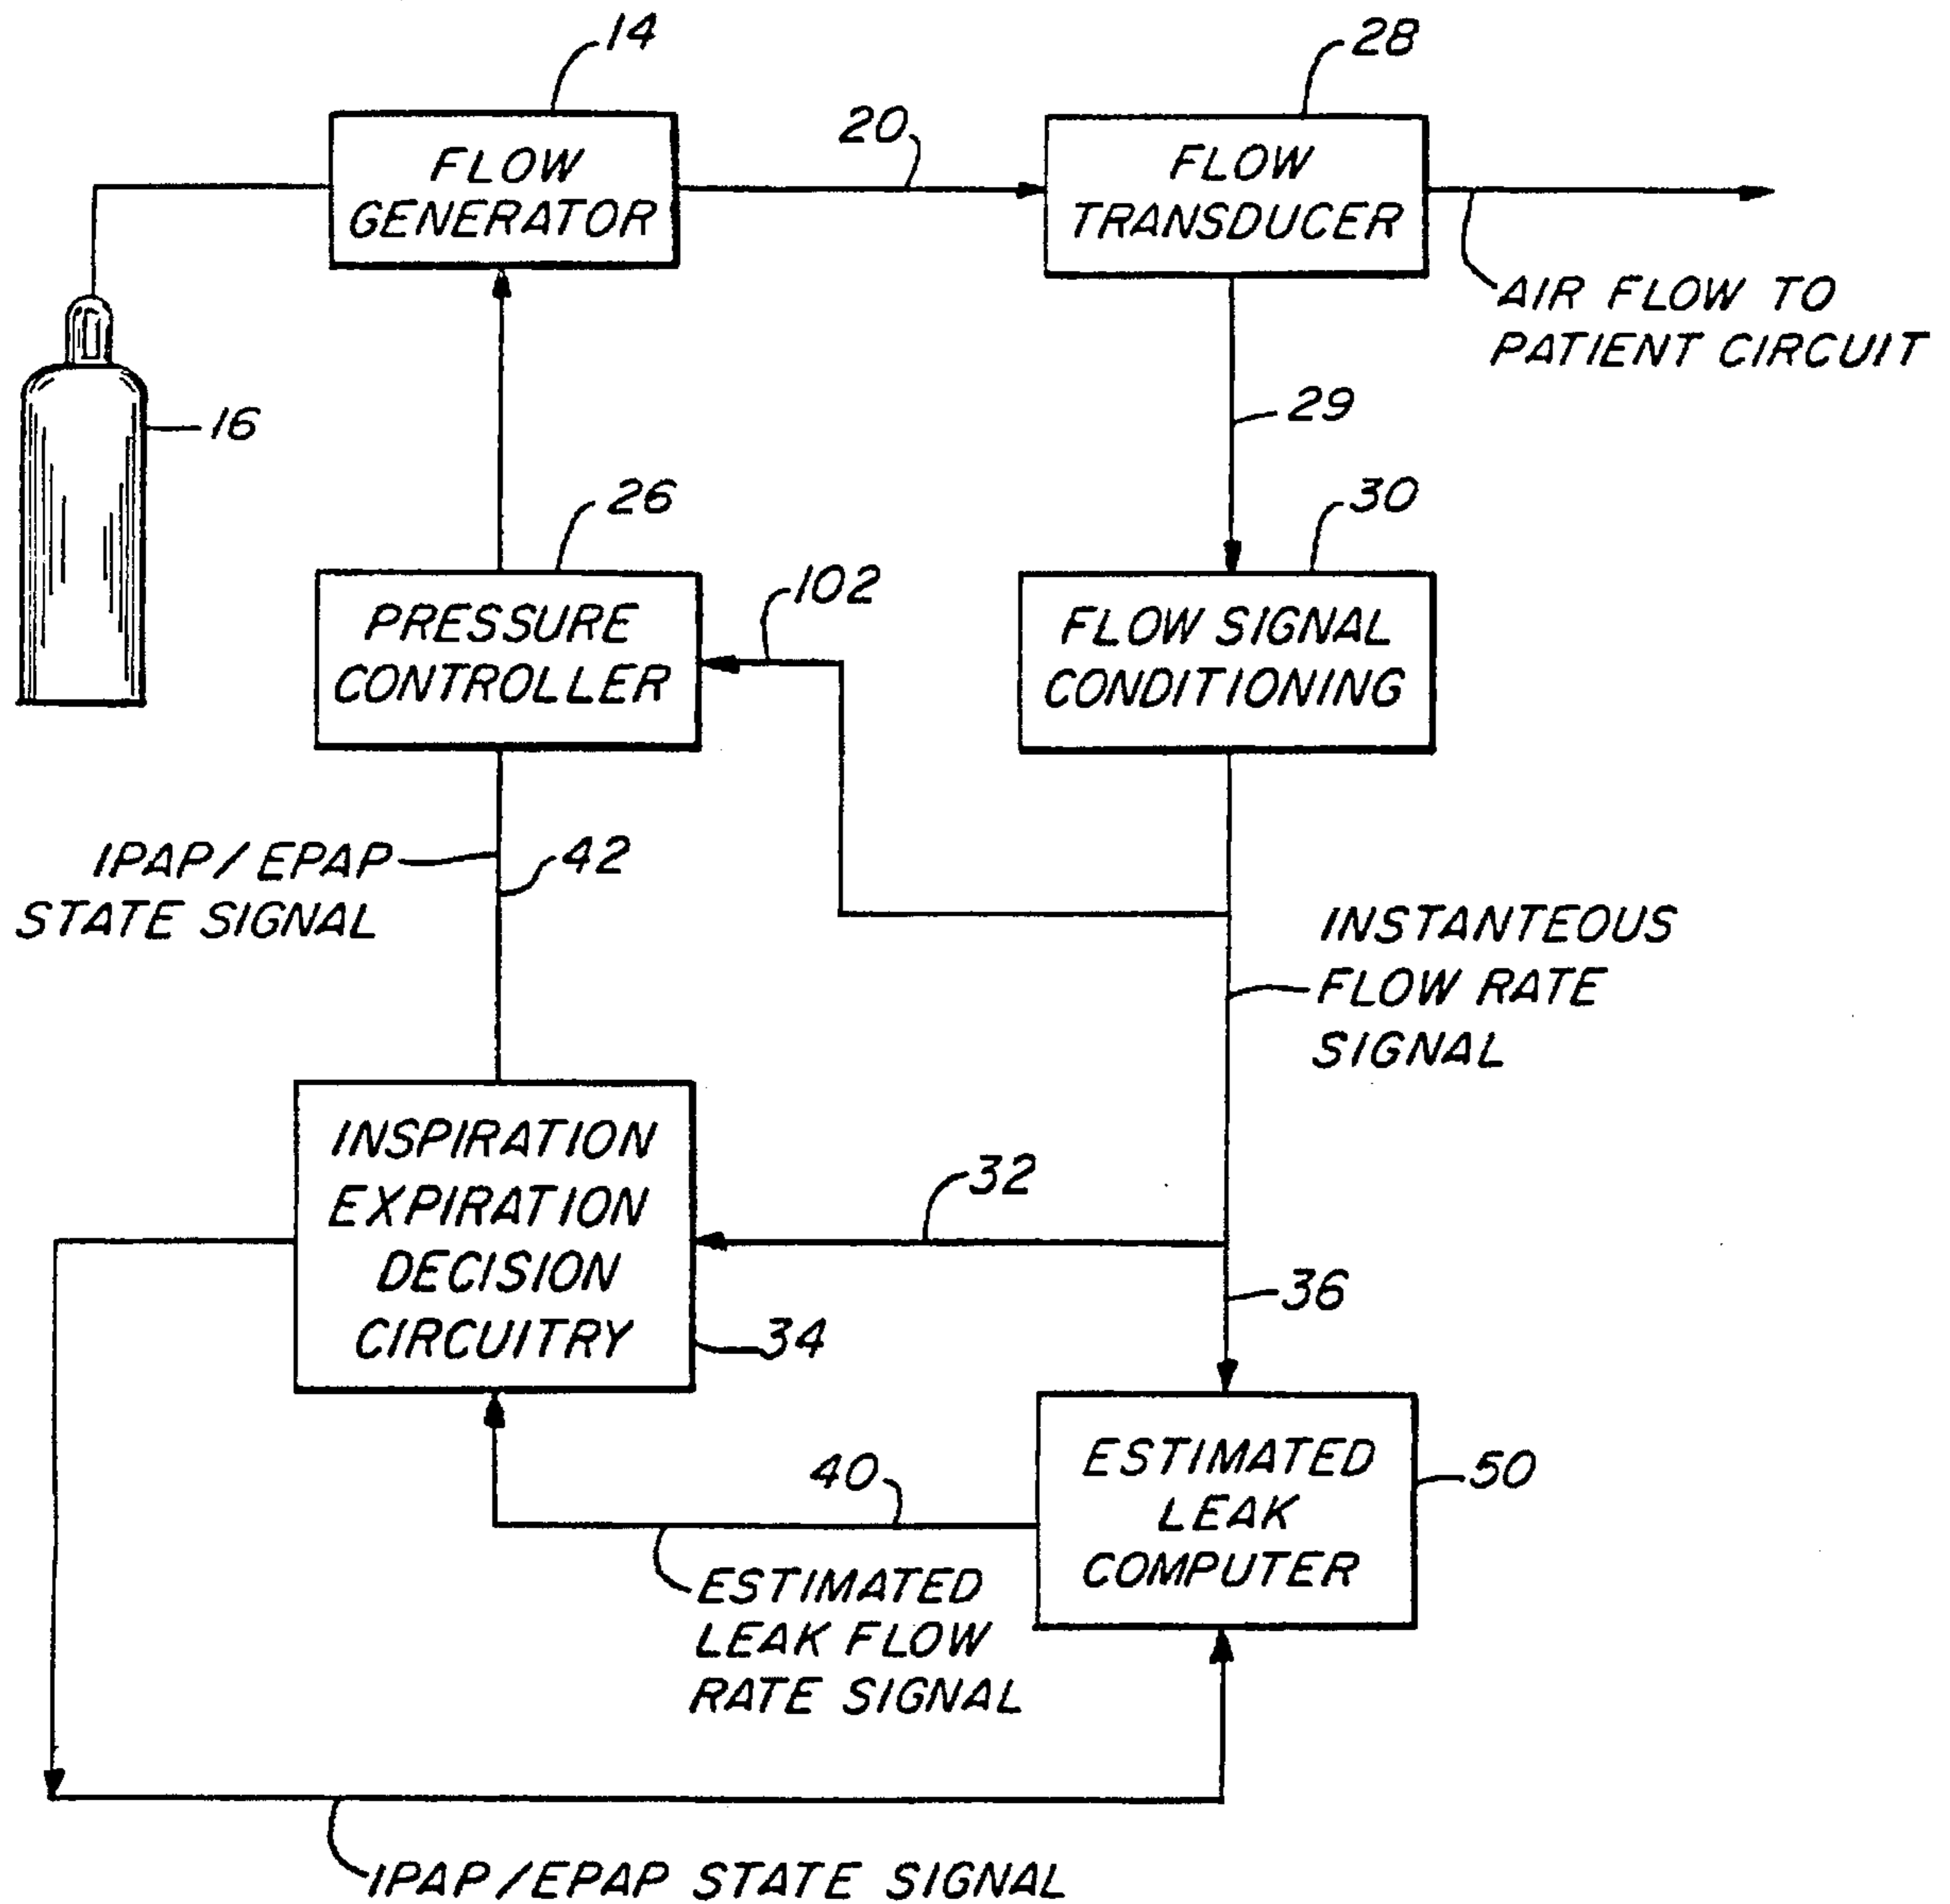 14
28
FLOW
GENERATOR
20
FLOW
TRANSDUCER
AIR FLOW TO
PATIENT CIRCUIT
16
29
26
30
PRESSURE
CONTROLLER
102
FLOW SIGNAL
CONDITIONING
IPAP/EPAP
STATE SIGNAL
42
INSTANTEOUS
FLOW RATE
SIGNAL
INSPIRATION
EXPIRATION
DECISION
CIRCUITRY
32
34
36
ESTIMATED
LEAK
COMPUTER
50
40
ESTIMATED
LEAK FLOW
RATE SIGNAL
IPAP/EPAP STATE SIGNAL